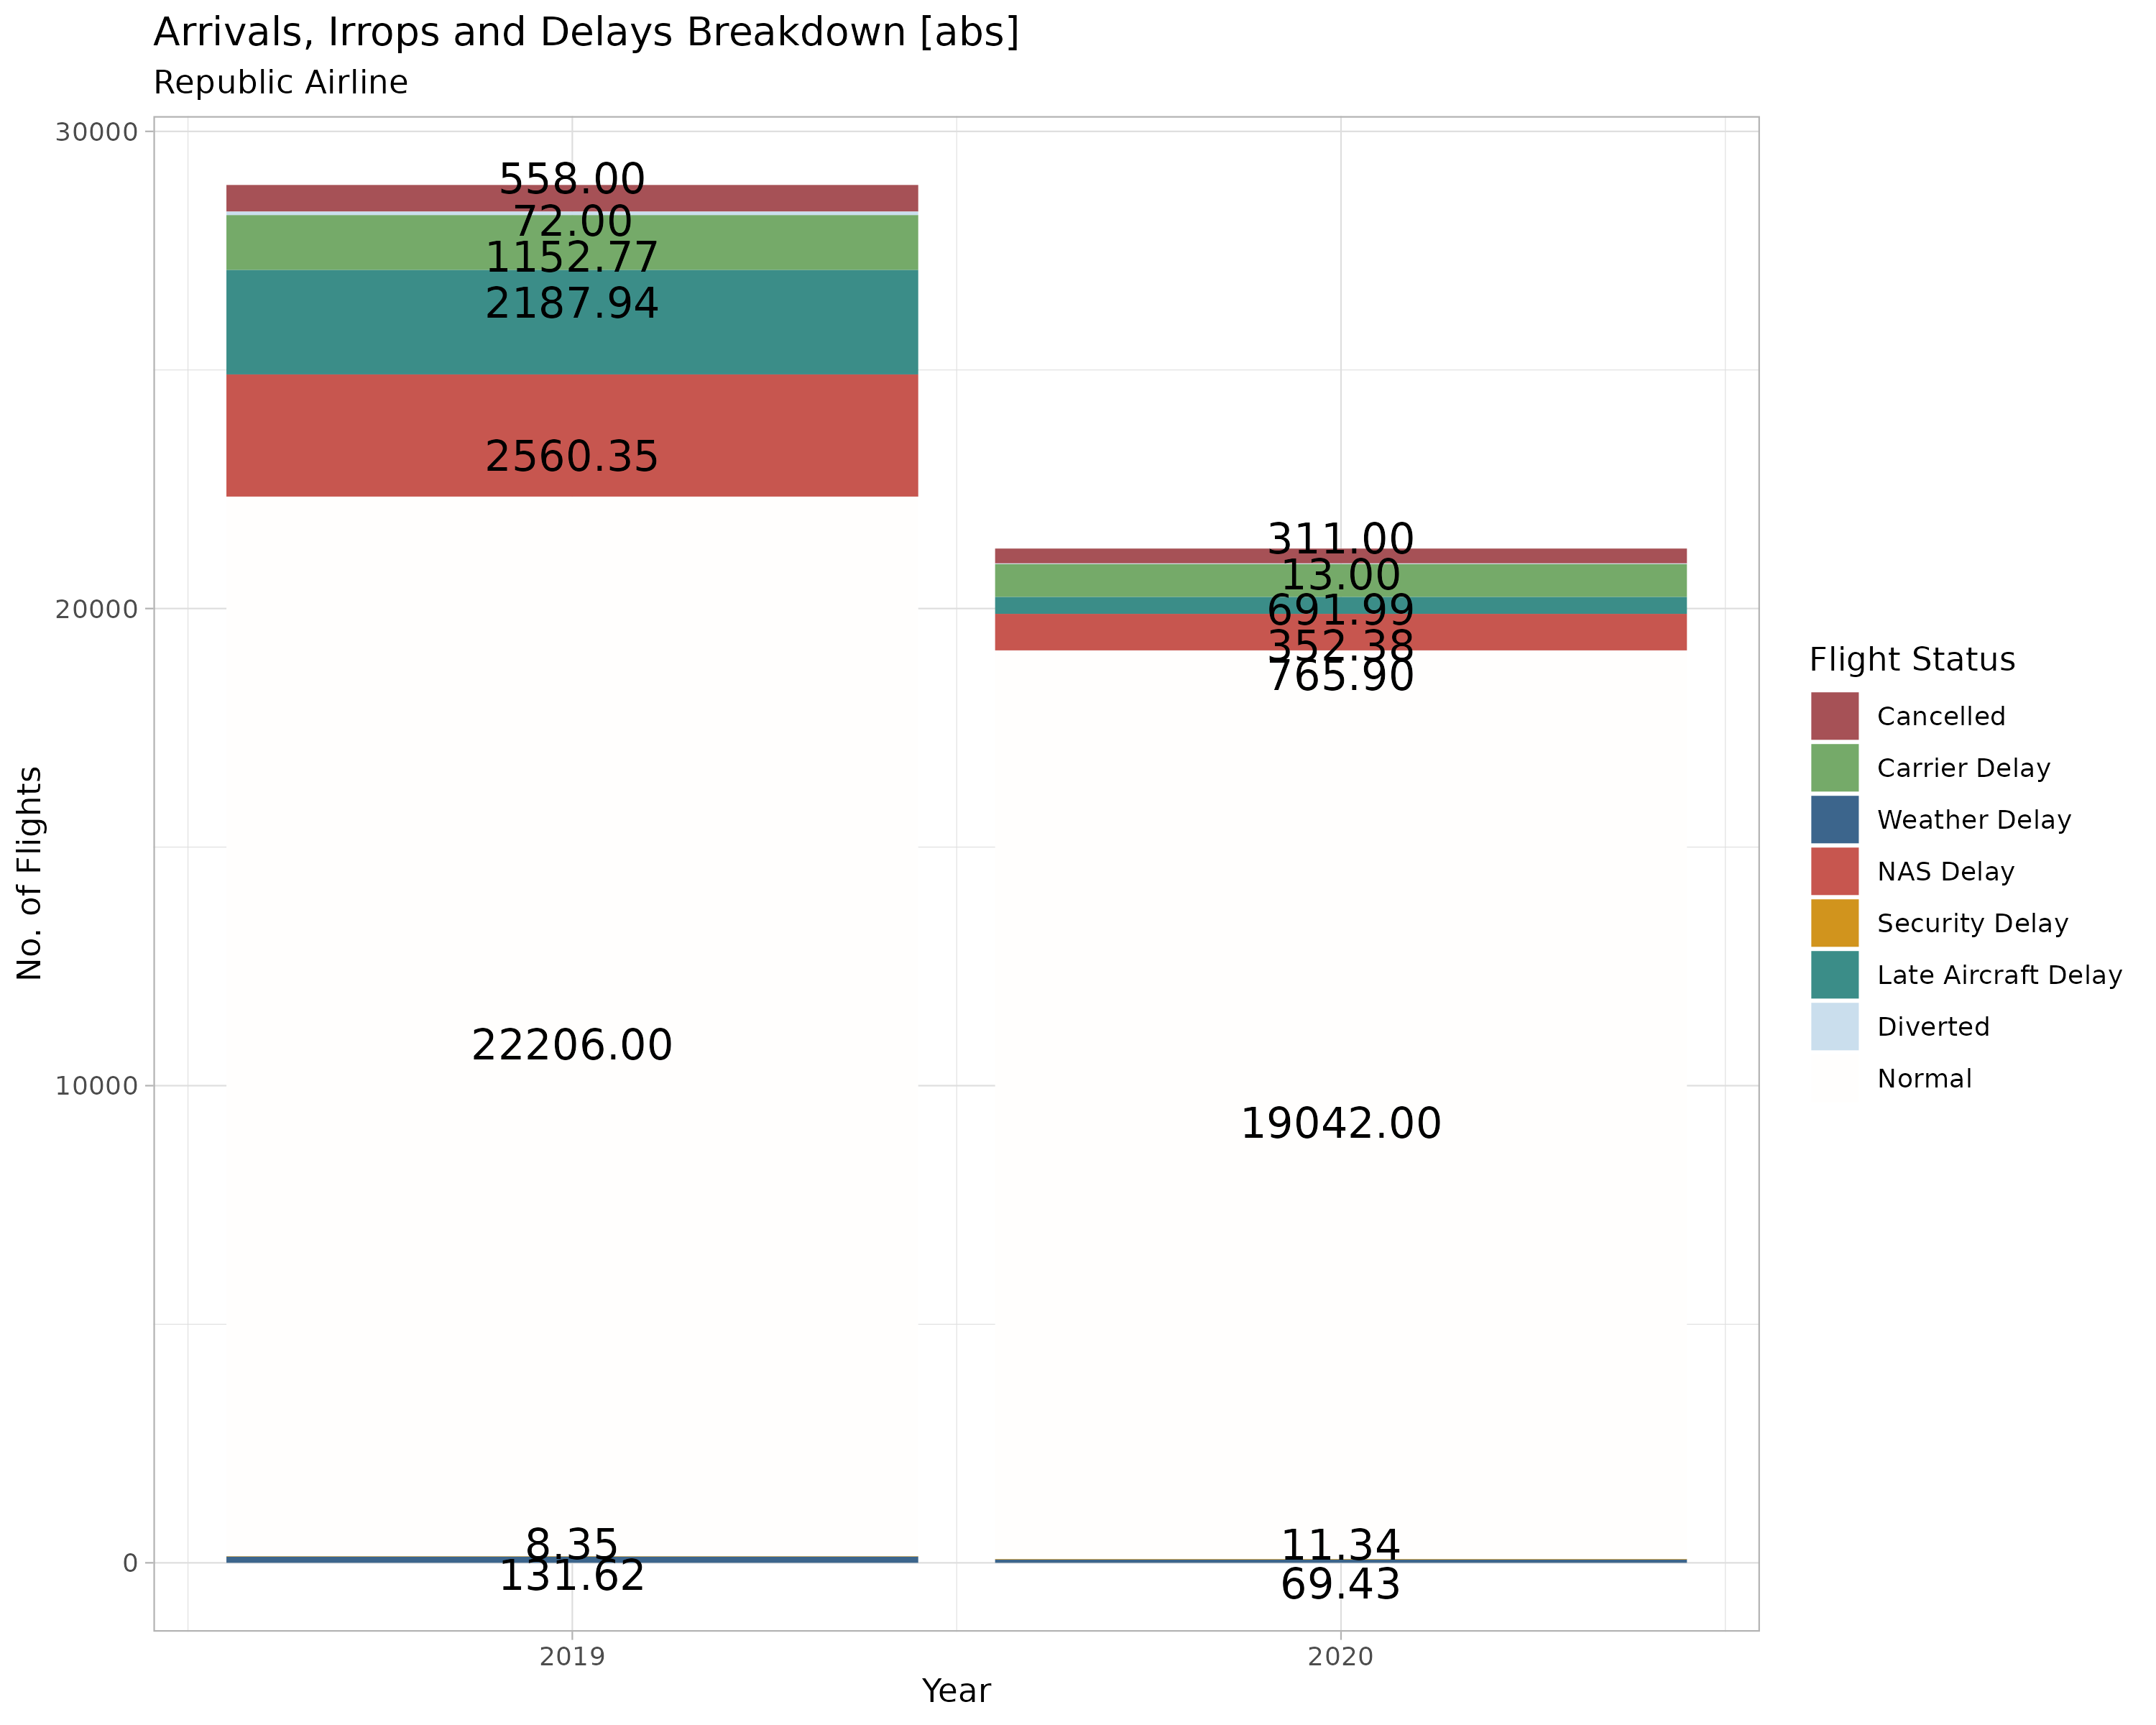 Arrivals, Irrops and Delays Breakdown [abs]
Republic Airline
No. of Flights
30000
20000
10000
0
558.00
72.00
1152.77
2187.94
2560.35
22206.00
8.35
131.62
311.00
13.00
691.99
352.38
765.90
19042.00
11.34
69.43
2019
2020
Year
Flight Status
Cancelled
Carrier Delay
Weather Delay
NAS Delay
Security Delay
Late Aircraft Delay
Diverted
Normal